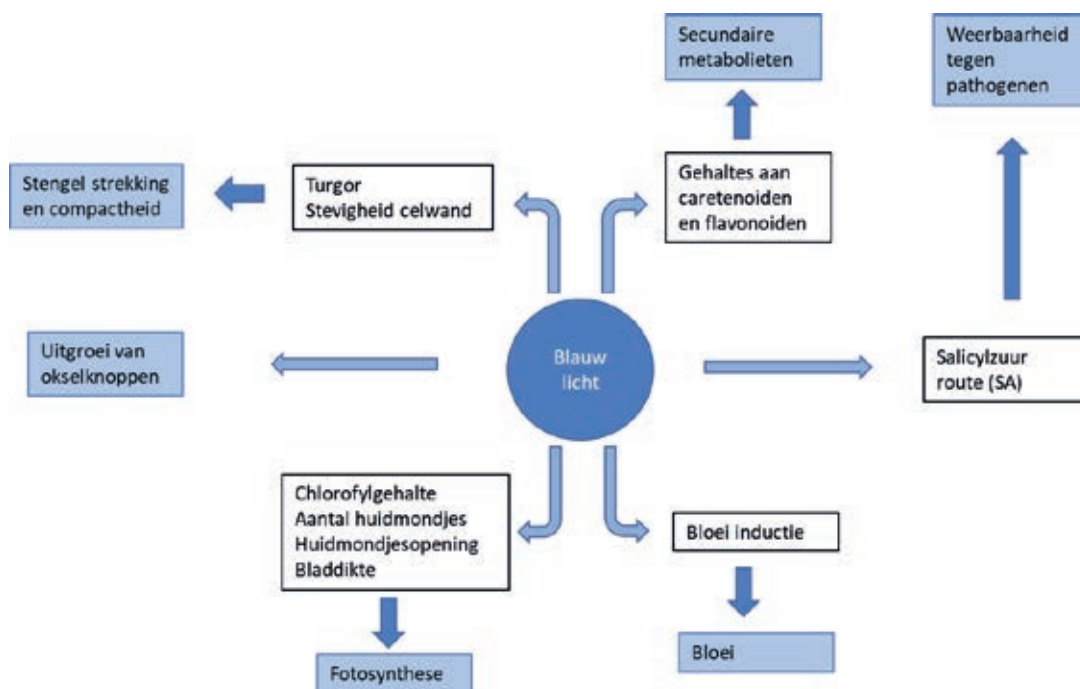 Secundaire
metabolieten
Weerbaarheid
tegen
pathogenen
Stengel strekking
en compactheid
Turgor
Stevigheid celwand
Gehaltes aan
caretenoiden
en flavonoiden
Uitgroei van
okselknoppen
Blauw
licht
Salicylzuur
route (SA)
Chlorofylgehalte
Aantal huidmondjes
Huidmondjesopening
Bladdikte
Bloei inductie
Fotosynthese
Bloei